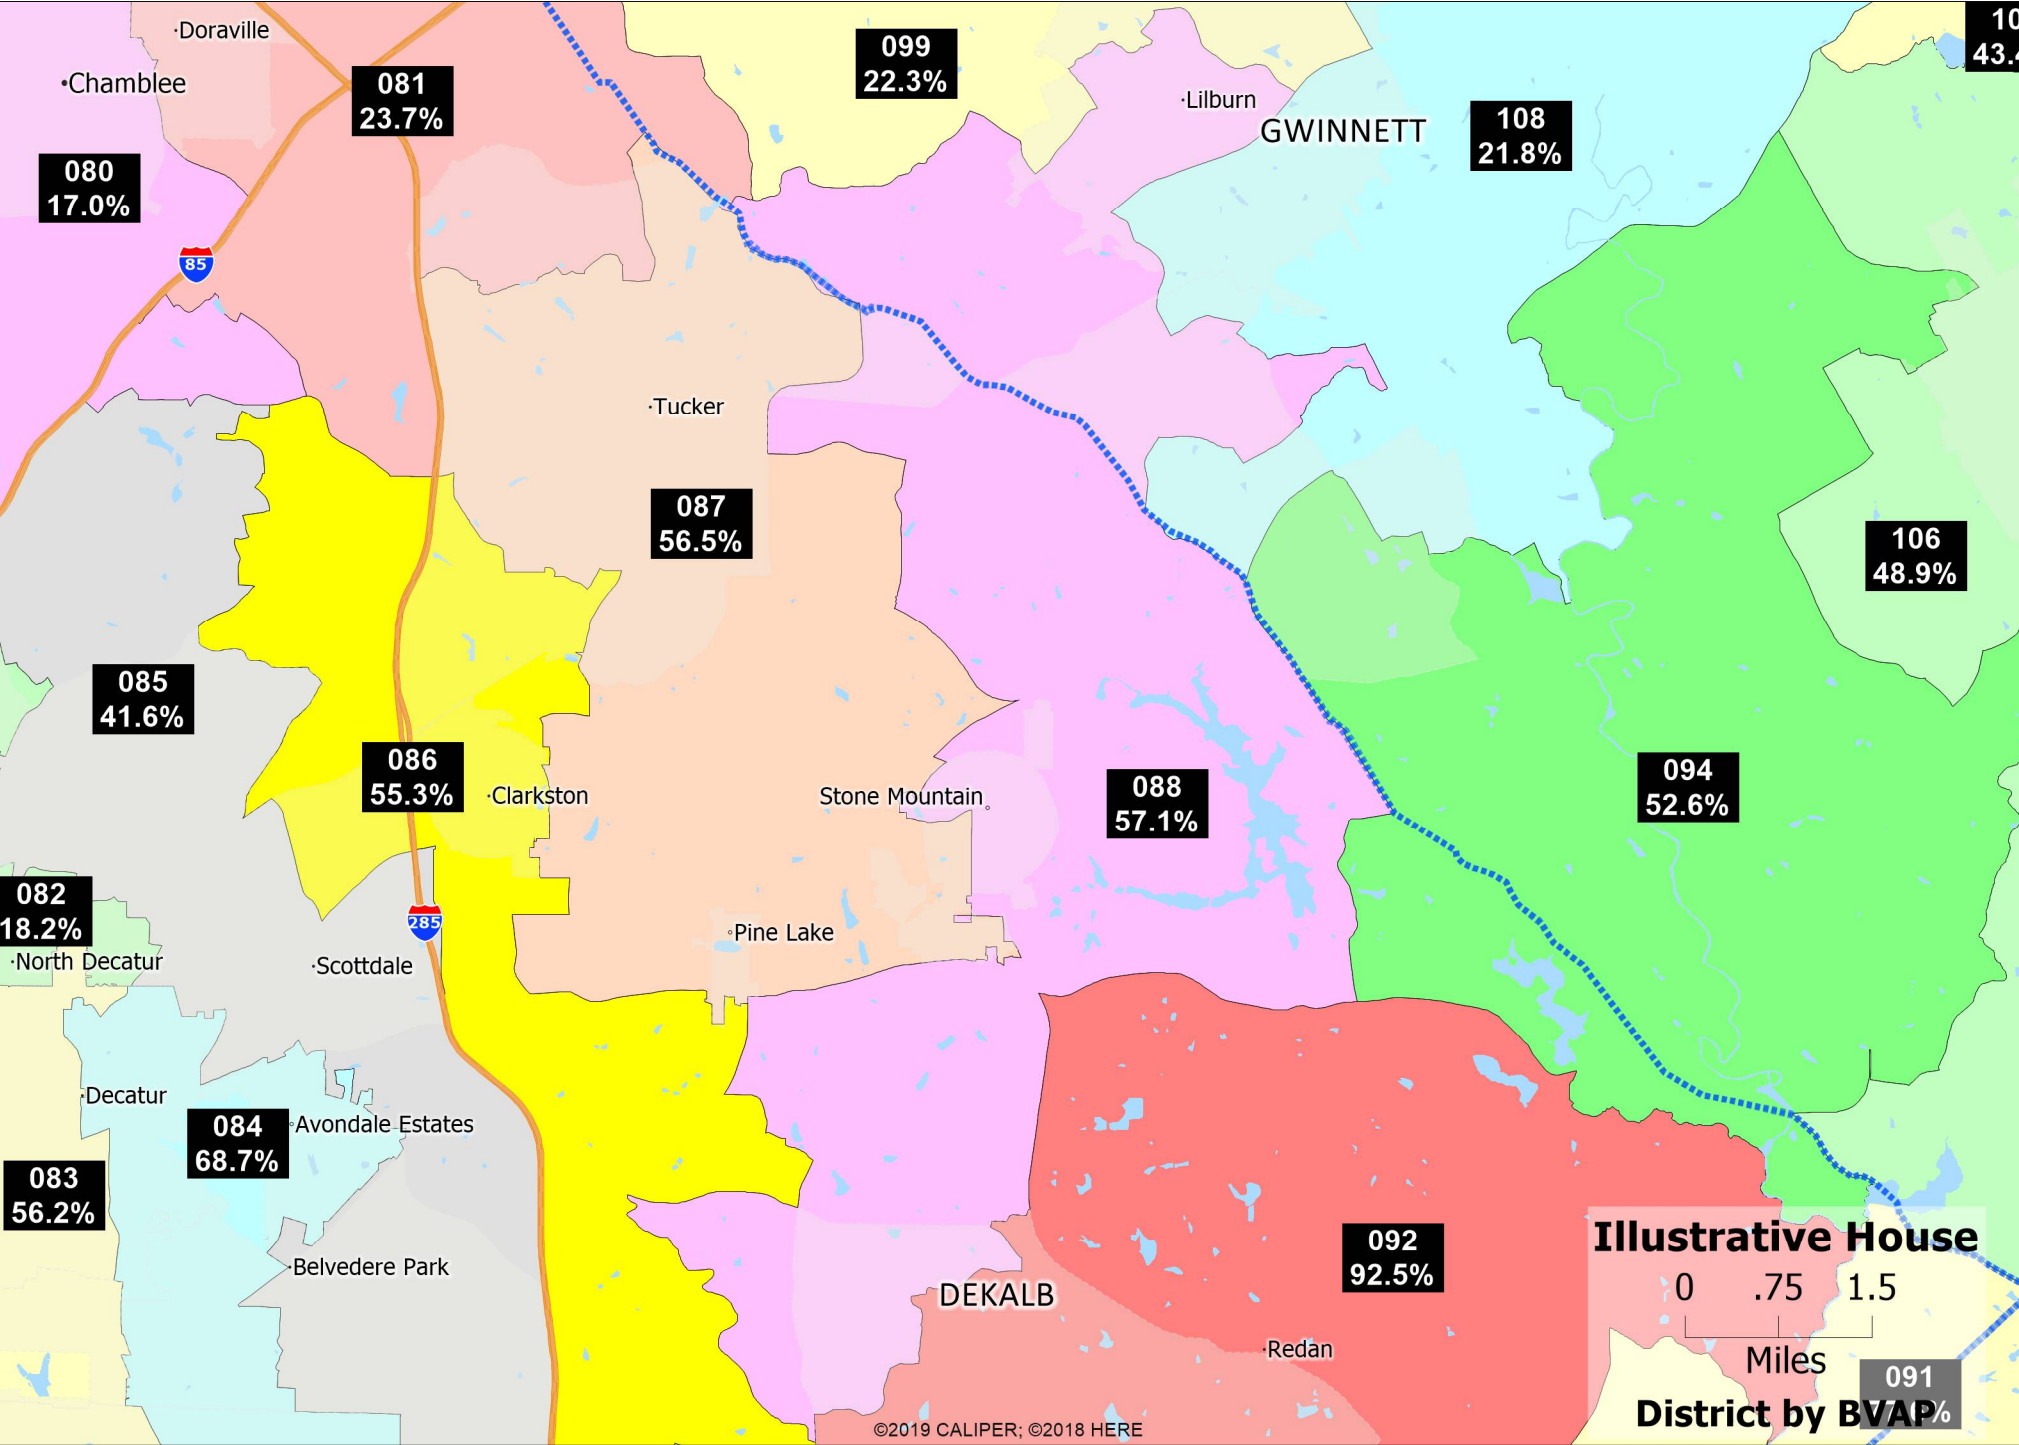 Doraville
Chamblee
081
23.7%
099
22.3%
Lilburn
GWINNETT
108
21.8%
10
43.4
080
17.0%
85
Tucker
087
56.5%
106
48.9%
085
41.6%
086
55.3%
Clarkston
Stone Mountain
088
57.1%
094
52.6%
082
18.2%
North Decatur
285
Scottdale
Pine Lake
Decatur
084
68.7%
Avondale Estates
083
56.2%
Belvedere Park
DEKALB
092
92.5%
Redan
Illustrative House
0 .75 1.5
Miles
091
District by BVAP
©2019 CALIPER; ©2018 HERE